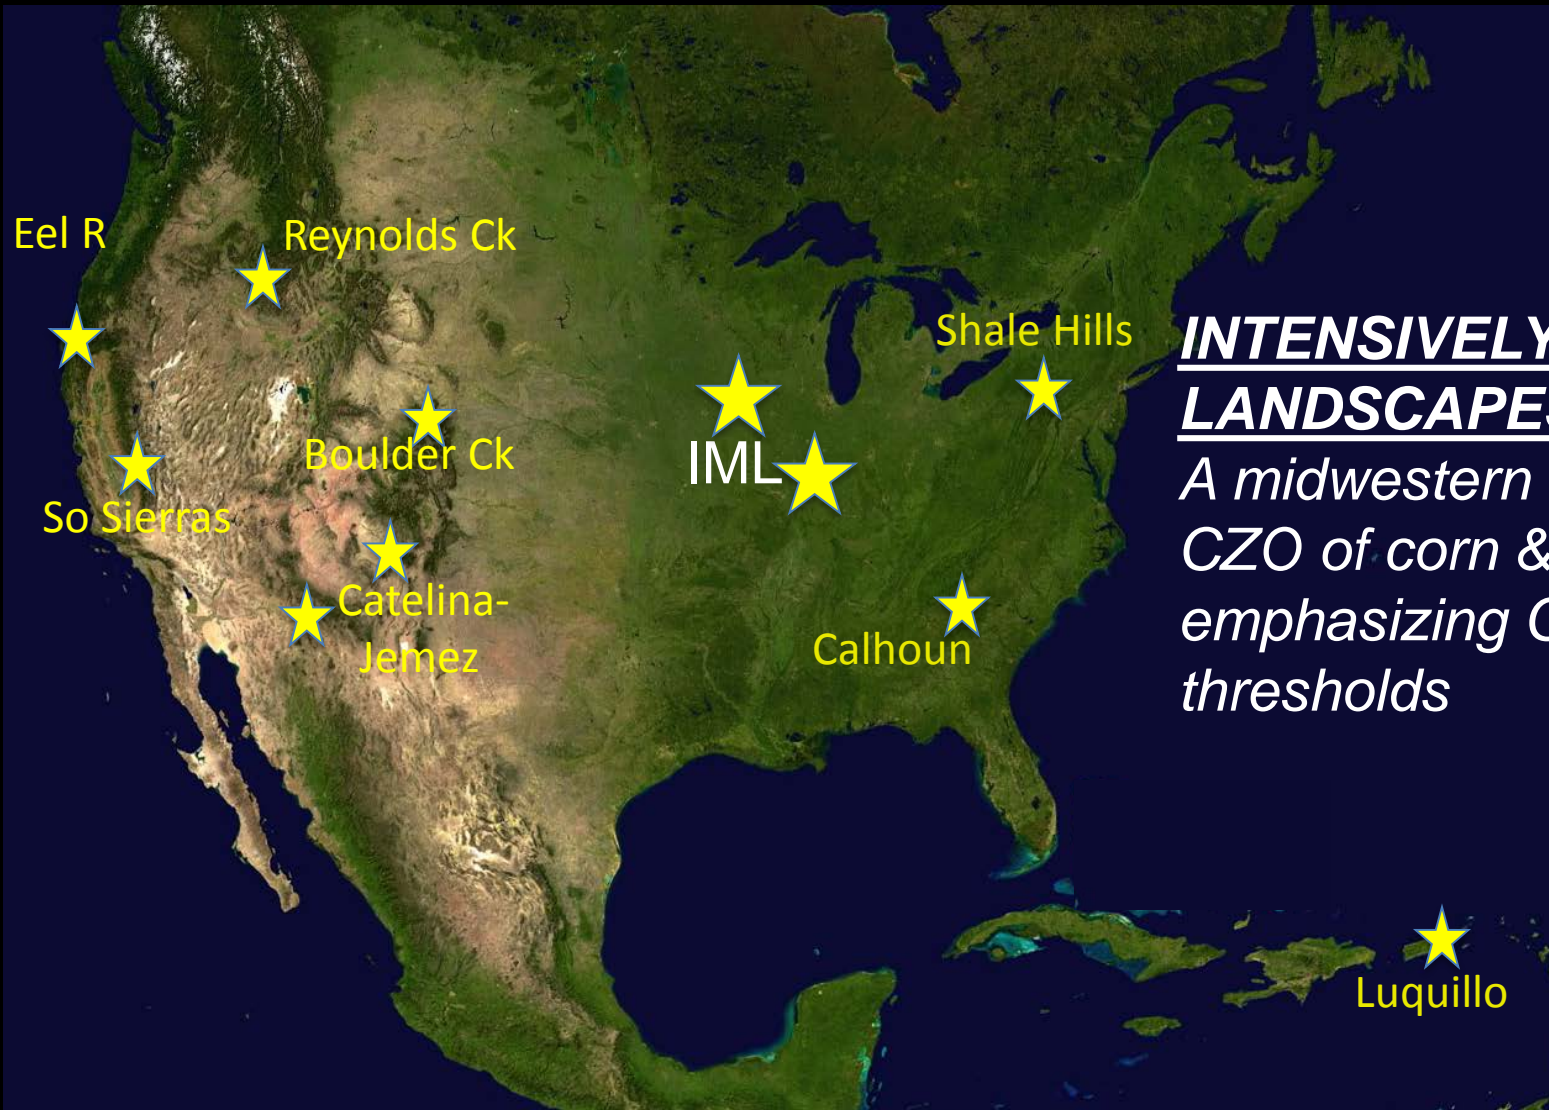 Eel R
Reynolds Ck
Shale Hills
Boulder Ck
So Sierras
IML
Catelina-
Jemez
Calhoun
Luquillo
INTENSIVELY
LANDSCAPES
A midwestern
CZO of corn &
emphasizing
thresholds